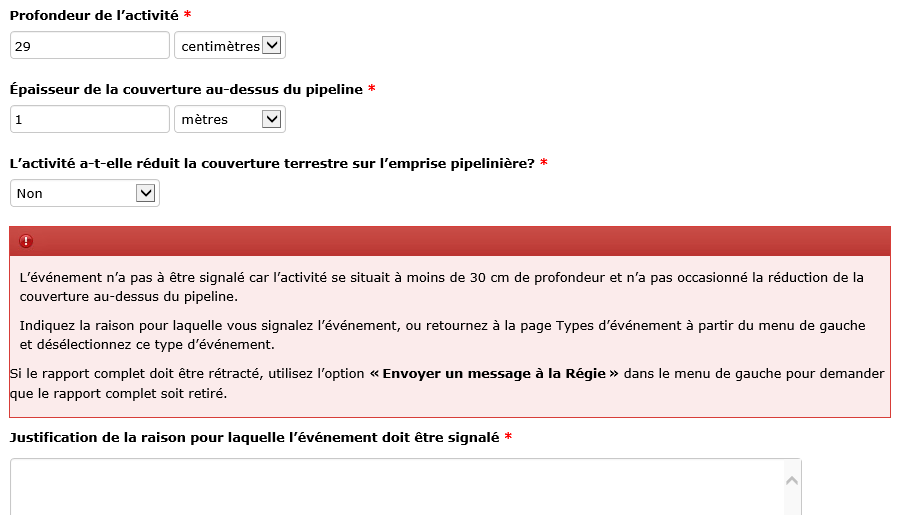 Profondeur de l’activité *
29 centimètres
Épaisseur de la couverture au-dessus du pipeline *
1 mètres
L’activité a-t-elle réduit la couverture terrestre sur l’emprise pipelinière? *
Non
L’événement n’a pas à être signalé car l’activité se situait à moins de 30 cm de profondeur et n’a pas occasionné la réduction de la
couverture au-dessus du pipeline.
Indiquez la raison pour laquelle vous signalez l’événement, ou retournez à la page Types d’événement à partir du menu de gauche
et désélectionnez ce type d’événement.
Si le rapport complet doit être rétracté, utilisez l’option « Envoyer un message à la Régie » dans le menu de gauche pour demander
que le rapport complet soit retiré.
Justification de la raison pour laquelle l’événement doit être signalé *